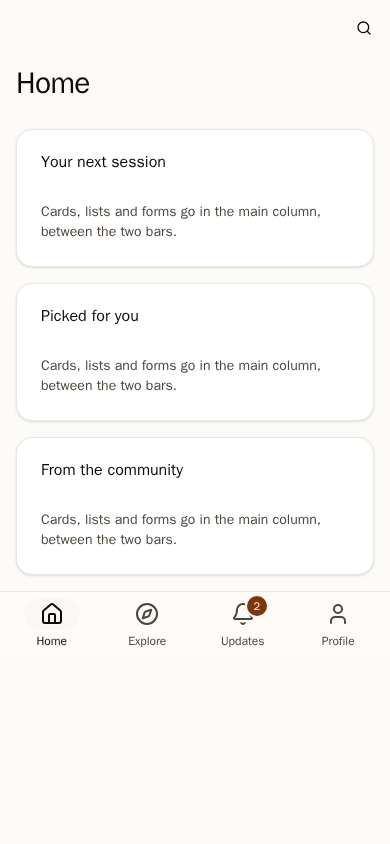 Home
Your next session
Cards, lists and forms go in the main column,
between the two bars.
Picked for you
Cards, lists and forms go in the main column,
between the two bars.
From the community
Cards, lists and forms go in the main column,
between the two bars.
2
Home
Explore
Updates
Profile